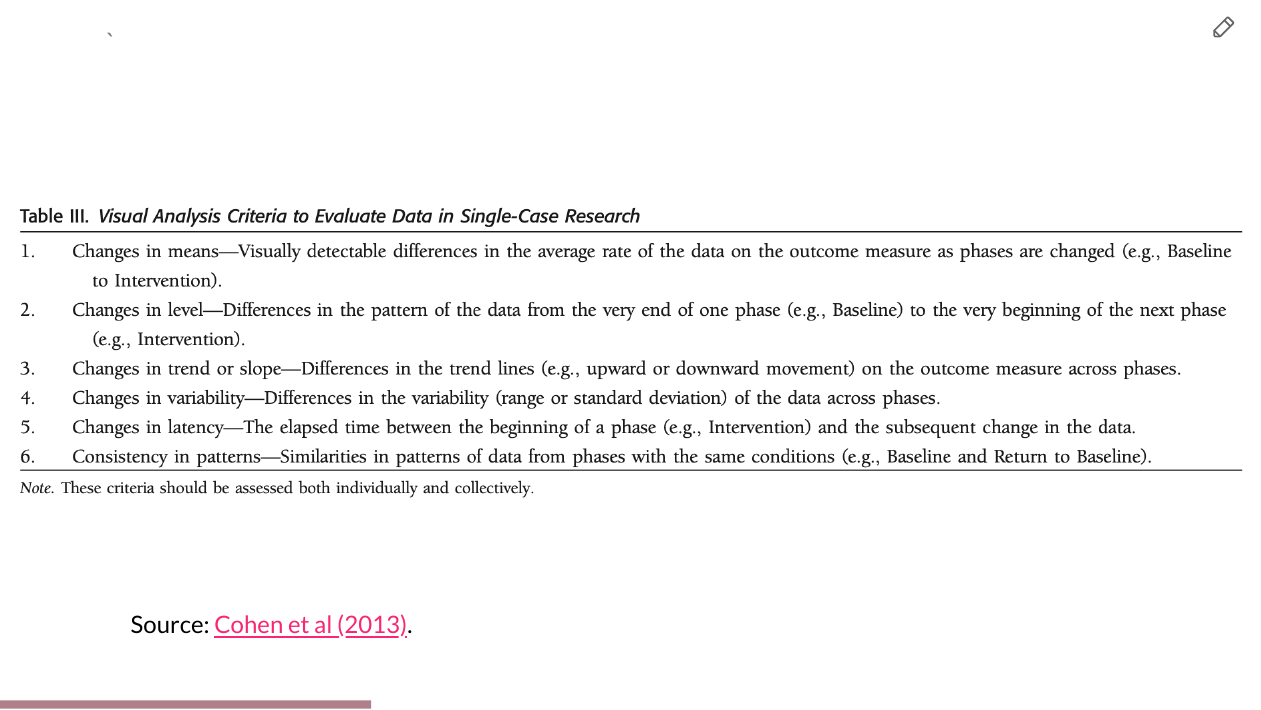 `
Table III. Visual Analysis Criteria to Evaluate Data in Single-Case Research
1. Changes in means—Visually detectable differences in the average rate of the data on the outcome measure as phases are changed (e.g., Baseline
to Intervention).
2. Changes in level—Differences in the pattern of the data from the very end of one phase (e.g., Baseline) to the very beginning of the next phase
(e.g., Intervention).
3. Changes in trend or slope—Differences in the trend lines (e.g., upward or downward movement) on the outcome measure across phases.
4. Changes in variability—Differences in the variability (range or standard deviation) of the data across phases.
5. Changes in latency—The elapsed time between the beginning of a phase (e.g., Intervention) and the subsequent change in the data.
6. Consistency in patterns—Similarities in patterns of data from phases with the same conditions (e.g., Baseline and Return to Baseline).
Note. These criteria should be assessed both individually and collectively.
Source: Cohen et al (2013).